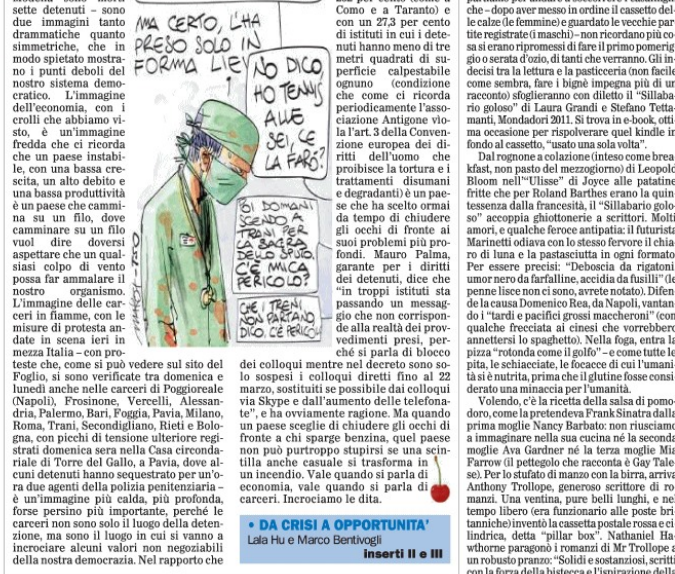 sette detenuti – sono
due immagini tanto
drammatiche quanto
simmetriche, che in
modo spietato mostra-
no i punti deboli del
nostro sistema demo-
cratico. L'immagine
dell'economia, con i
crolli che abbiamo vi-
sto, è un'immagine
fredda che ci ricorda
che un paese instabi-
le, con una bassa cre-
scita, un alto debito e
una bassa produttività
è un paese che cammi-
na su un filo, dove
camminare su un filo
vuol dire doversi
aspettare che un qual-
siasi colpo di vento
possa far ammalare il
nostro organismo.
L'immagine delle car-
ceri in fiamme, con le
misure di protesta an-
date in scena ieri in
mezza Italia – con pro-
teste che, come si può vedere sul sito del
Foglio, si sono verificate tra domenica e
lunedì anche nelle carceri di Poggioreale
(Napoli), Frosinone, Vercelli, Alessan-
dria, Palermo, Bari, Foggia, Pavia, Milano,
Roma, Trani, Secondigliano, Rieti e Bolo-
gna, con picchi di tensione ulteriore regi-
strati domenica sera nella Casa circonda-
riale di Torre del Gallo, a Pavia, dove al-
cuni detenuti hanno sequestrato per un'o-
ra due agenti della polizia penitenziaria –
è un'immagine più calda, più profonda,
forse persino più importante, perché le
carceri non sono solo il luogo della deten-
zione, ma sono il luogo in cui si vanno a
incrociare alcuni valori non negoziabili
della nostra democrazia. Nel rapporto che
MA CERTO, L'HA
PRESO SOLO IN
FORMA LIEV
NO DICO,
HO TENNIS
ALLE
SEI, CE
LA FARÒ?
DI DOMANI
SCENDO A
TRANI PER
LA SAGRA
DELLO SPUTO.
C'È MICA
PERICOLO?
CHE I TRENI
NON PARTANO,
DICO. C'È PERICOL
Como e a Taranto) e
con un 27,3 per cento
di istituti in cui i dete-
nuti hanno meno di tre
metri quadrati di su-
perficie calpestabile
ognuno (condizione
che come ci ricorda
periodicamente l'asso-
ciazione Antigone vìo-
la l'art. 3 della Conven-
zione europea dei di-
ritti dell'uomo che
proibisce la tortura e i
trattamenti disumani
e degradanti) è un pae-
se che ha scelto ormai
da tempo di chiudere
gli occhi di fronte ai
suoi problemi più pro-
fondi. Mauro Palma,
garante per i diritti
dei detenuti, dice che
"in troppi istituti sta
passando un messag-
gio che non corrispon-
de alla realtà dei prov-
vedimenti presi, per-
ché si parla di blocco
dei colloqui mentre nel decreto sono so-
lo sospesi i colloqui diretti fino al 22
marzo, sostituiti se possibile dai colloqui
via Skype e dall'aumento delle telefona-
te", e ha ovviamente ragione. Ma quando
un paese sceglie di chiudere gli occhi di
fronte a chi sparge benzina, quel paese
non può purtroppo stupirsi se una scin-
tilla anche casuale si trasforma in
un incendio. Vale quando si parla di
economia, vale quando si parla di
carceri. Incrociamo le dita.
• DA CRISI A OPPORTUNITA'
Lala Hu e Marco Bentivogli
inserti II e III
che – dopo aver messo in ordine il cassetto del-
le calze (le femmine) e guardato le vecchie par-
tite registrate (i maschi) – non ricordano più co-
sa si erano ripromessi di fare il primo pomerig-
gio o serata d'ozio, di tanti che verranno. Gli in-
decisi tra la lettura e la pasticceria (non facile
come sembra, fare i bignè impegna più di un
racconto) sfoglieranno con diletto il "Sillaba-
rio goloso" di Laura Grandi e Stefano Tetta-
manti, Mondadori 2011. Si trova in e-book, otti-
ma occasione per rispolverare quel kindle in
fondo al cassetto, "usato una sola volta".
Dal rognone a colazione (inteso come brea
kfast, non pasto del mezzogiorno) di Leopold
Bloom nell'"Ulisse" di Joyce alle patatine
fritte che per Roland Barthes erano la quin
tessenza dalla francesità, il "Sillabario golo-
so" accoppia ghiottonerie a scrittori. Molti
amori, e qualche feroce antipatia: il futurista
Marinetti odiava con lo stesso fervore il chia-
ro di luna e la pastasciutta in ogni formato
Per essere precisi: "Deboscia da rigatoni
umor nero da farfalline, accidia da fusilli" (le
penne lisce non ci sono, avrete notato). Difen
de la causa Domenico Rea, da Napoli, vantan
do i "tardi e pacifici grossi maccheroni" (con
qualche frecciata ai cinesi che vorrebbero
annettersi lo spaghetto). Nella foga, entra la
pizza "rotonda come il golfo" – e come tutte le
pita, le schiacciate, le focacce di cui l'umani-
tà si è nutrita, prima che il glutine fosse consi-
derato una minaccia per l'umanità.
Volendo, c'è la ricetta della salsa di pomo-
doro, come la pretendeva Frank Sinatra dalla
prima moglie Nancy Barbato: non riusciamo
a immaginare nella sua cucina né la seconda
moglie Ava Gardner né la terza moglie Mia
Farrow (il pettegolo che racconta è Gay Tale-
se). Per lo stufato di manzo con la birra, arriva
Anthony Trollope, generoso scrittore di ro-
manzi. Una ventina, pure belli lunghi, e nel
tempo libero (era funzionario alle poste bri-
tanniche) inventò la cassetta postale rossa e ci
lindrica, detta "pillar box". Nathaniel Ha-
wthorne paragonò i romanzi di Mr Trollope a
un robusto pranzo: "Solidi e sostanziosi, scritti
con la forza della bistecca e l'ispirazione della